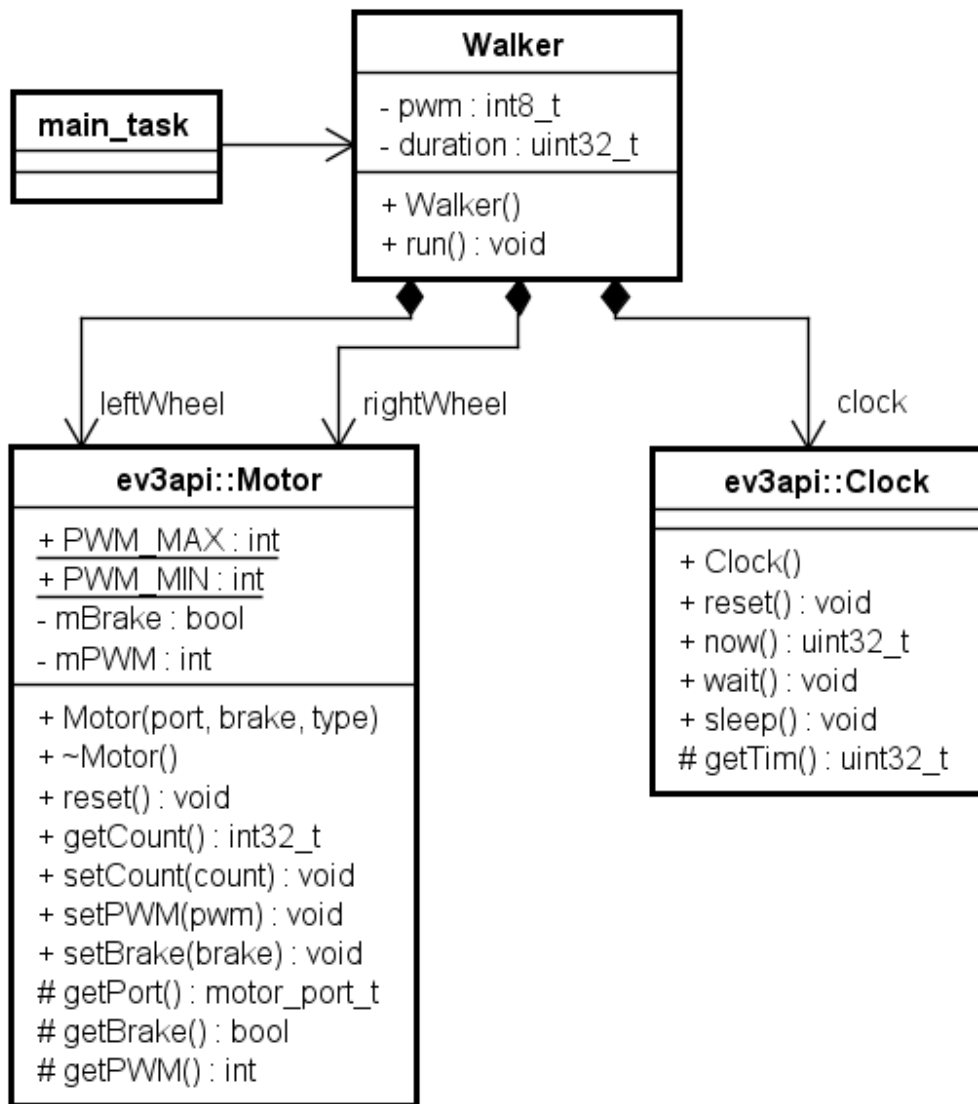 Walker
- pwm : int8_t
- duration : uint32_t
+ Walker()
+ run() : void
main_task
leftWheel
rightWheel
clock
ev3api::Motor
+ PWM_MAX : int
+ PWM_MIN : int
- mBrake : bool
- mPWM : int
+ Motor(port, brake, type)
+ ~Motor()
+ reset() : void
+ getCount() : int32_t
+ setCount(count) : void
+ setPWM(pwm) : void
+ setBrake(brake) : void
# getPort() : motor_port_t
# getBrake() : bool
# getPWM() : int
ev3api::Clock
+ Clock()
+ reset() : void
+ now() : uint32_t
+ wait() : void
+ sleep() : void
# getTim() : uint32_t